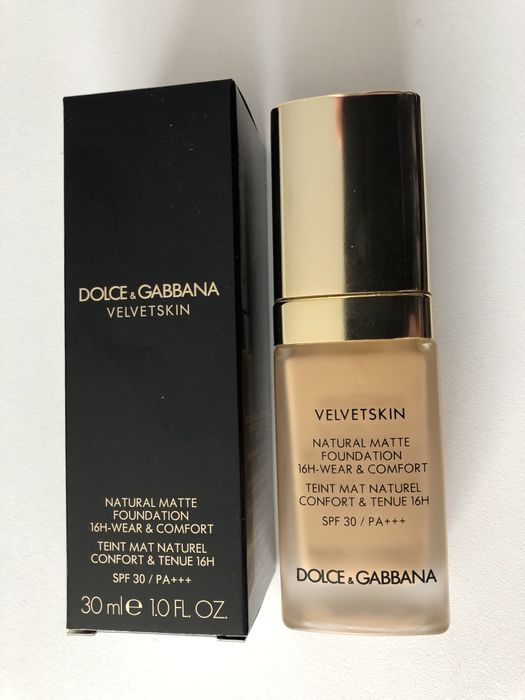 DOLCE & GABBANA
VELVETSKIN
NATURAL MATTE
FOUNDATION
16H-WEAR & COMFORT
TEINT MAT NATUREL
CONFORT & TENUE 16H
SPF 30 / PA+++
30 ml e 1.0 FL. OZ.
VELVETSKIN
NATURAL MATTE
FOUNDATION
16H-WEAR & COMFORT
TEINT MAT NATUREL
CONFORT & TENUE 16H
SPF 30 / PA+++
DOLCE & GABBANA